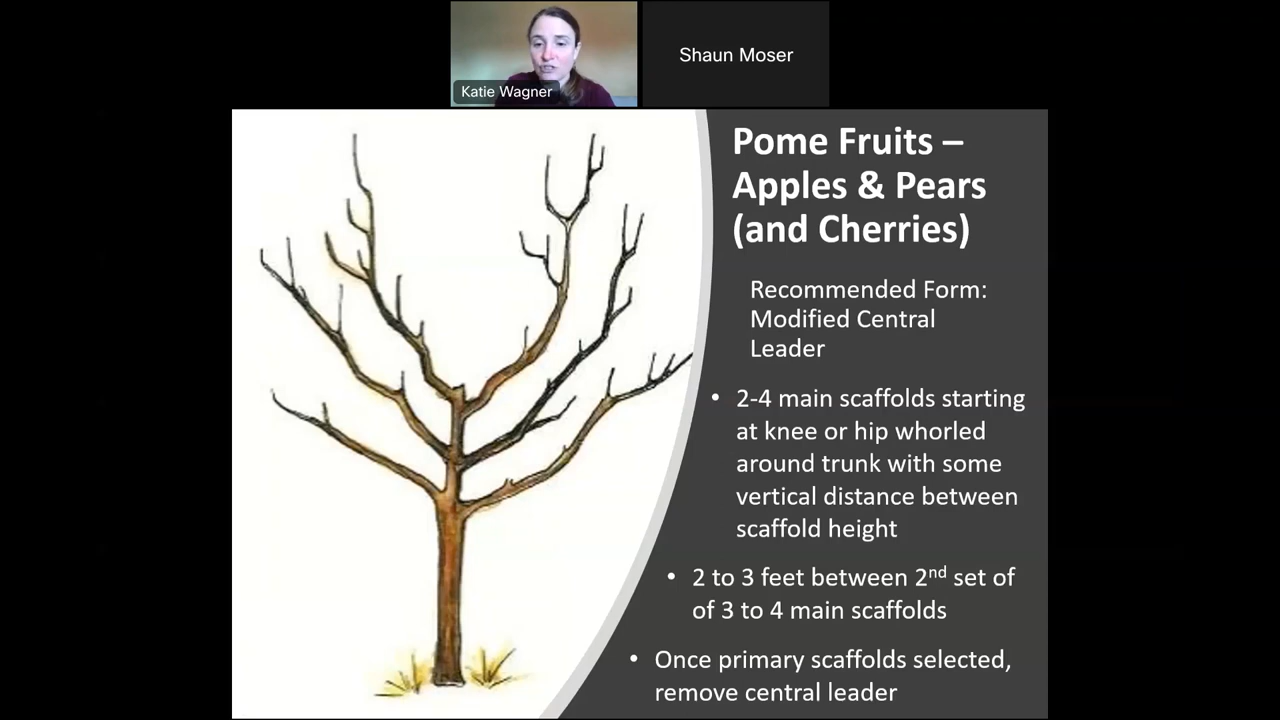 Katie Wagner
Shaun Moser
Pome Fruits –
Apples & Pears
(and Cherries)
Recommended Form:
Modified Central
Leader
• 2-4 main scaffolds starting
at knee or hip whorled
around trunk with some
vertical distance between
scaffold height
• 2 to 3 feet between 2nd set of
of 3 to 4 main scaffolds
• Once primary scaffolds selected,
remove central leader